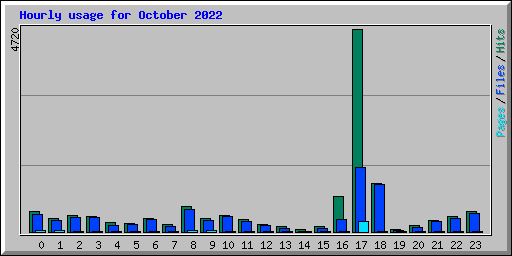 Hourly usage for October 2022
4720
Pages/Files/Hits
0 1 2 3 4 5 6 7 8 9 10 11 12 13 14 15 16 17 18 19 20 21 22 23